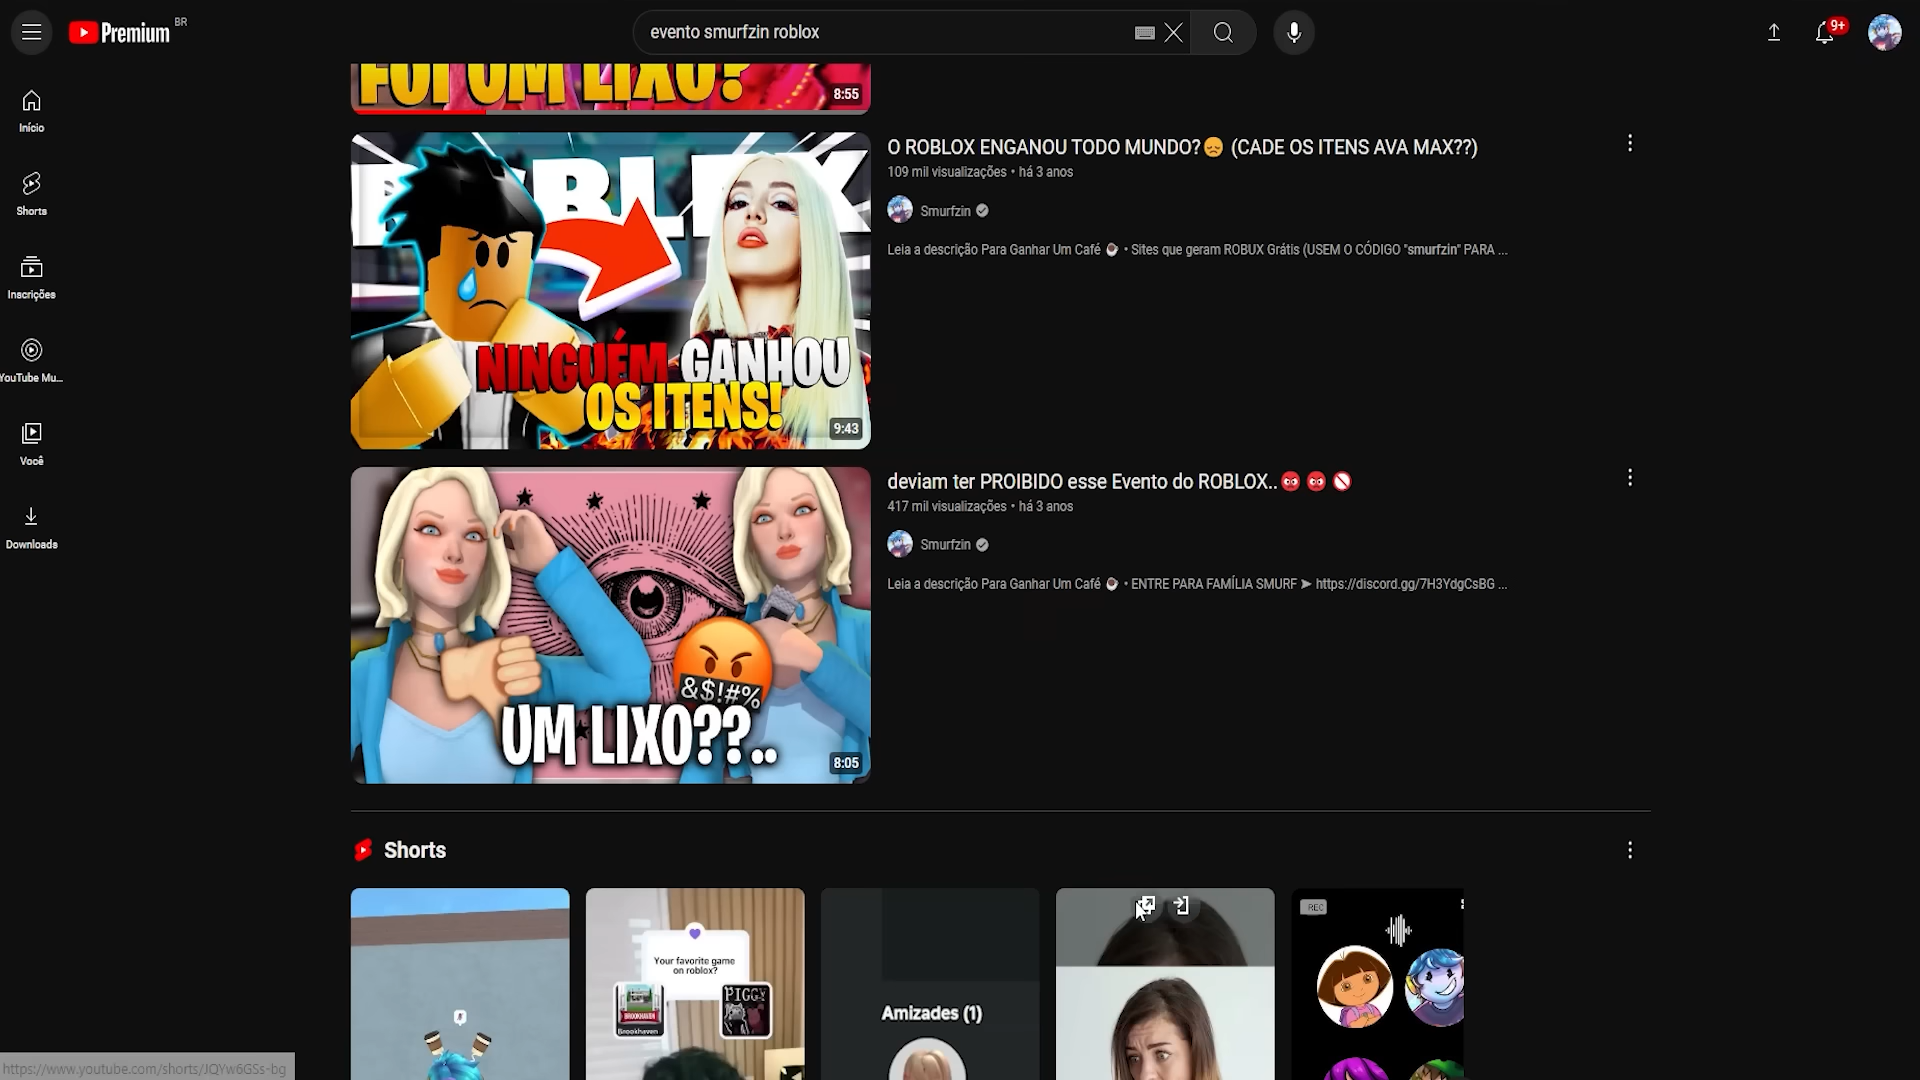 Premium BR
evento smurfzin roblox
9+
Início
Shorts
Inscrições
YouTube Mu...
Você
Downloads
FOI UM LIXO?
8:55
NINGUÉM GANHOU
OS ITENS!
9:43
O ROBLOX ENGANOU TODO MUNDO?😞 (CADE OS ITENS AVA MAX??)
109 mil visualizações • há 3 anos
Smurfzin
Leia a descrição Para Ganhar Um Café ☕ • Sites que geram ROBUX Grátis (USEM O CÓDIGO "smurfzin" PARA ...
&$!#%
UM LIXO??..
8:05
deviam ter PROIBIDO esse Evento do ROBLOX..👺👺🚫
417 mil visualizações • há 3 anos
Smurfzin
Leia a descrição Para Ganhar Um Café ☕ • ENTRE PARA FAMÍLIA SMURF ➤ https://discord.gg/7H3YdgCsBG ...
Shorts
Your favorite game
on roblox?
BROOKHAVEN
Brookhaven
PIGGY
Amizades (1)
REC
https://www.youtube.com/shorts/JQYw6GSs-bg